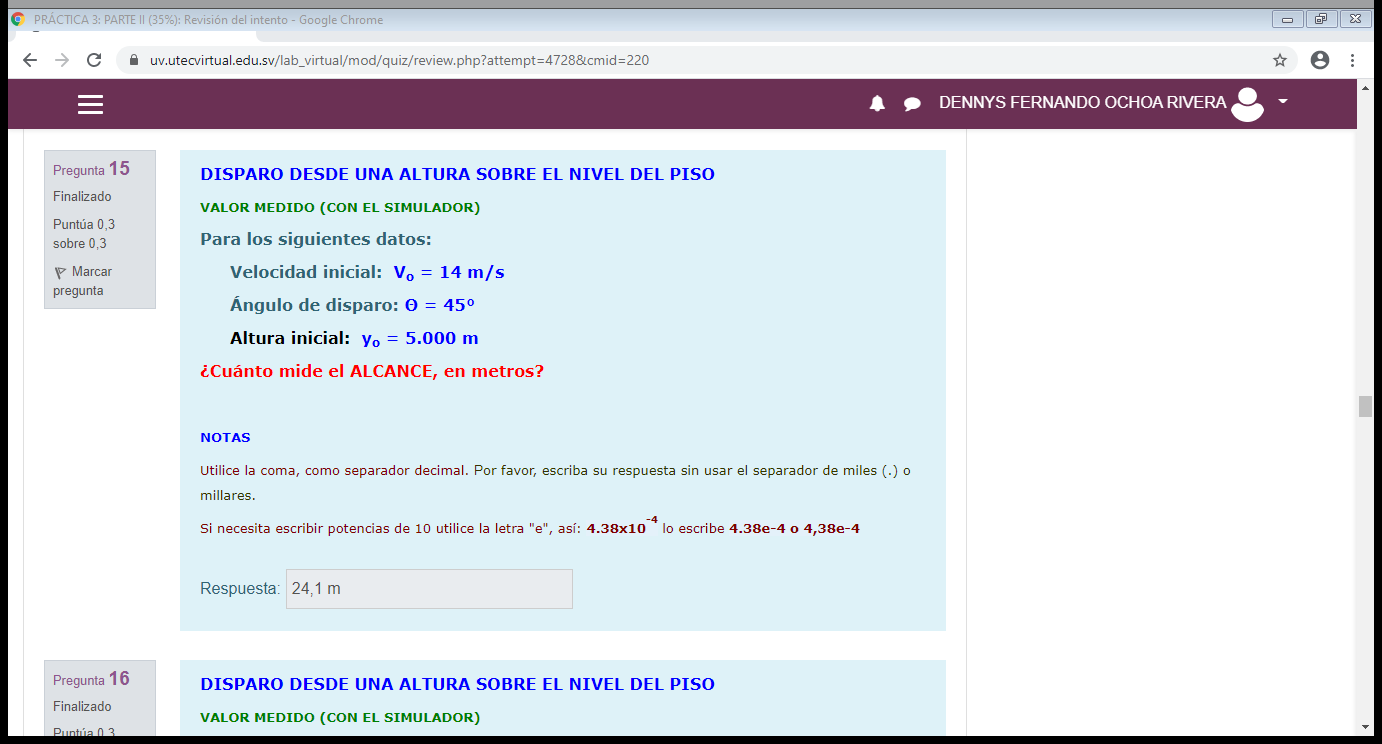 PRÁCTICA 3: PARTE II (35%): Revisión del intento - Google Chrome
uv.utecvirtual.edu.sv/lab_virtual/mod/quiz/review.php?attempt=4728&cmid=220
DENNYS FERNANDO OCHOA RIVERA
Pregunta 15
Finalizado
Puntúa 0,3
sobre 0,3
Marcar
pregunta
DISPARO DESDE UNA ALTURA SOBRE EL NIVEL DEL PISO
VALOR MEDIDO (CON EL SIMULADOR)
Para los siguientes datos:
Velocidad inicial: Vo = 14 m/s
Ángulo de disparo: Θ = 45º
Altura inicial: yo = 5.000 m
¿Cuánto mide el ALCANCE, en metros?
NOTAS
Utilice la coma, como separador decimal. Por favor, escriba su respuesta sin usar el separador de miles (.) o
millares.
Si necesita escribir potencias de 10 utilice la letra "e", así: 4.38x10-4 lo escribe 4.38e-4 o 4,38e-4
Respuesta: 24,1 m
Pregunta 16
Finalizado
Puntúa 0,3
DISPARO DESDE UNA ALTURA SOBRE EL NIVEL DEL PISO
VALOR MEDIDO (CON EL SIMULADOR)